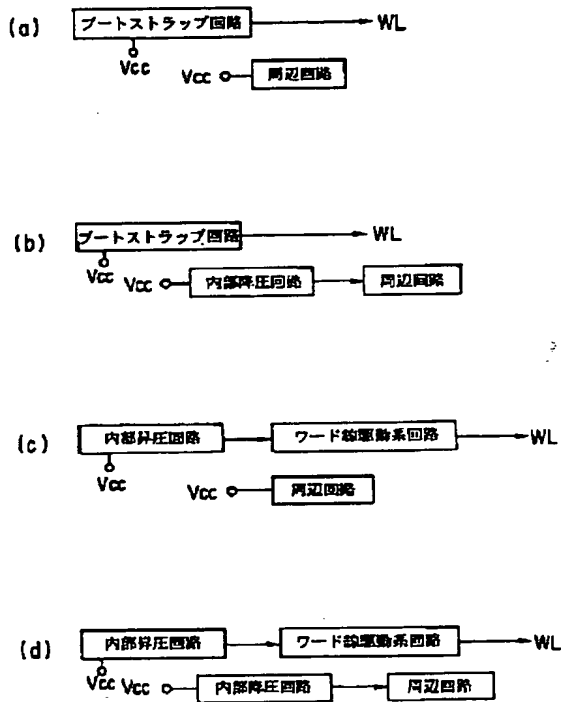 (a) ブートストラップ回路 WL
Vcc
Vcc 周辺回路
(b) ブートストラップ回路 WL
Vcc
Vcc 内部降圧回路 周辺回路
(c) 内部昇圧回路 ワード線駆動系回路 WL
Vcc
Vcc 周辺回路
(d) 内部昇圧回路 ワード線駆動系回路 WL
Vcc Vcc 内部降圧回路 周辺回路